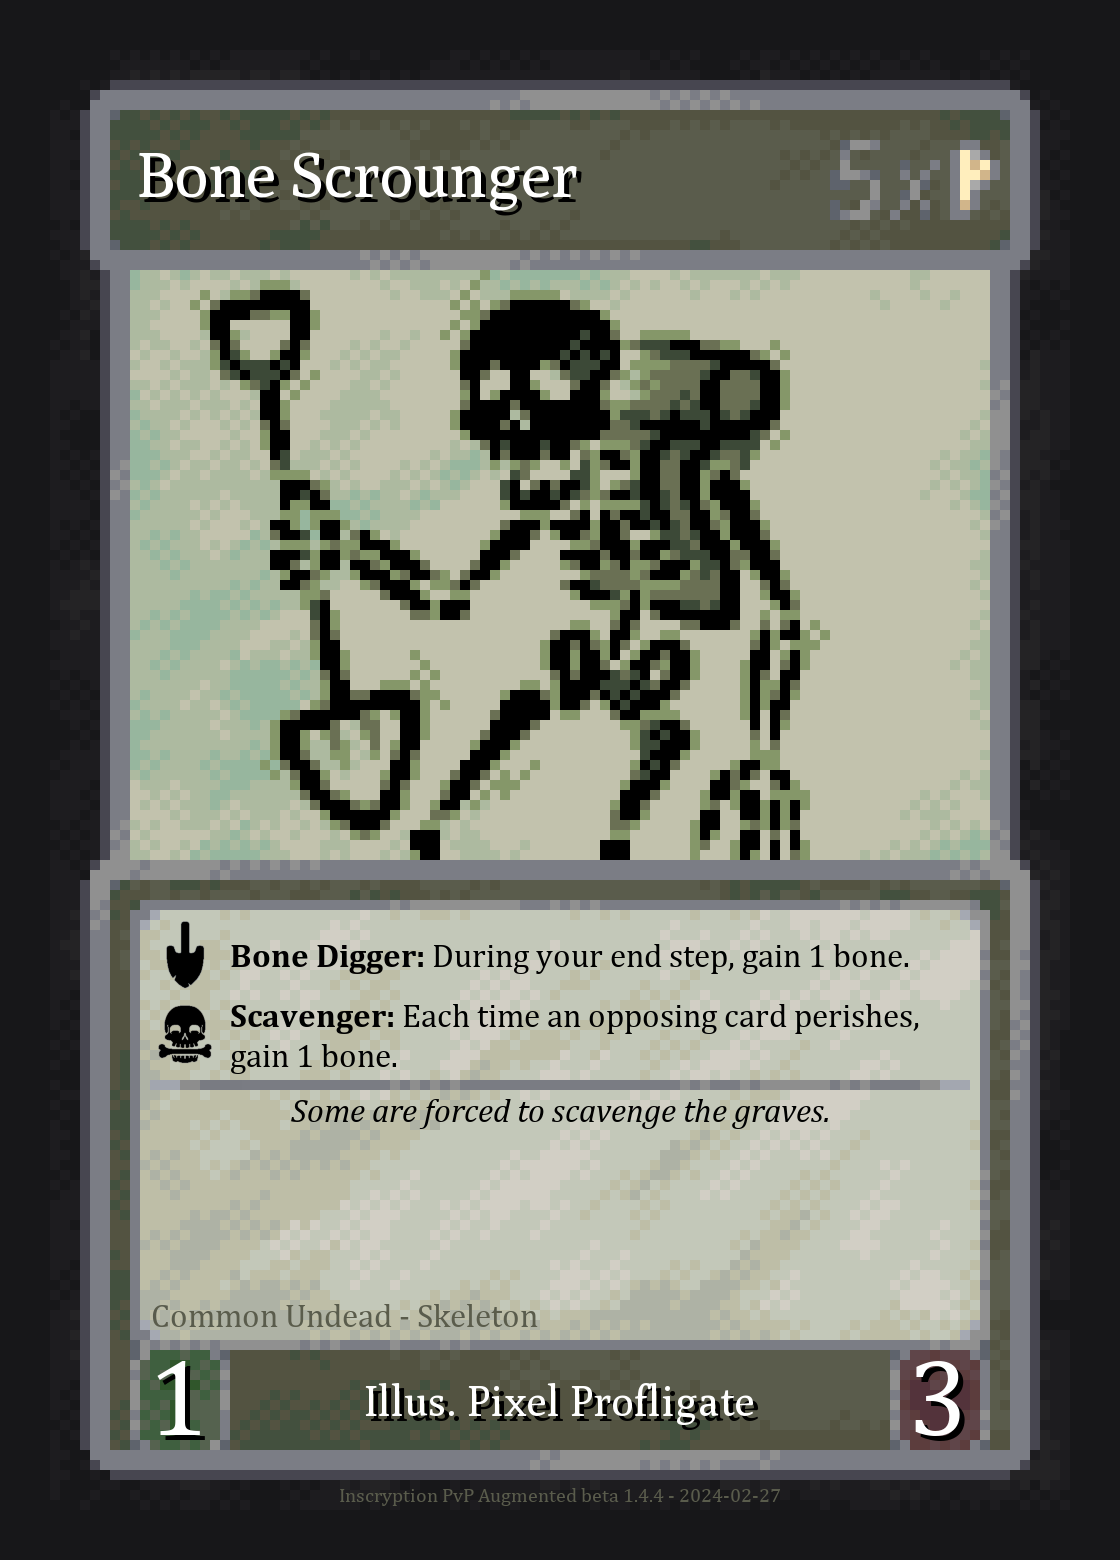 Bone Scrounger
5x
Bone Digger: During your end step, gain 1 bone.
Scavenger: Each time an opposing card perishes,
gain 1 bone.
Some are forced to scavenge the graves.
Common Undead - Skeleton
1
Illus. Pixel Profligate
3
Inscryption PvP Augmented beta 1.4.4 - 2024-02-27